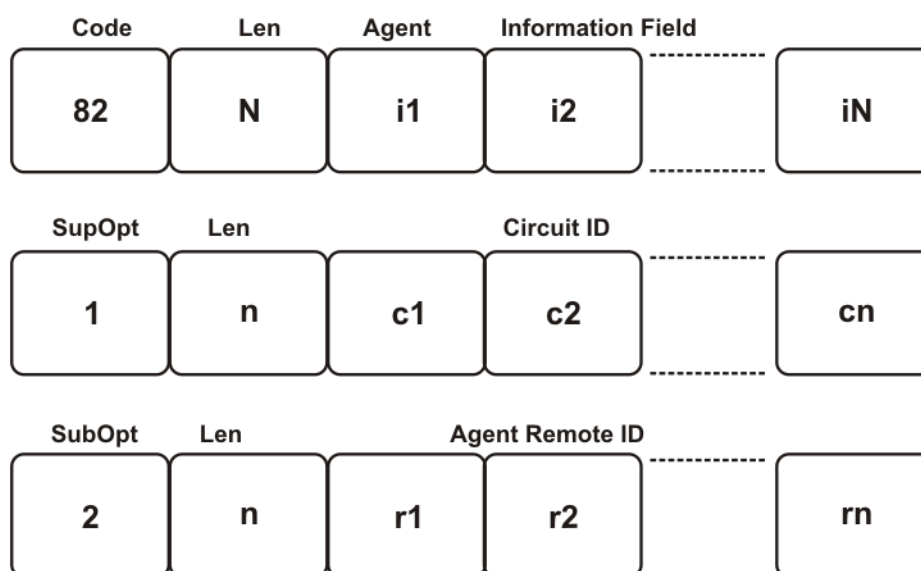 Code Len Agent Information Field
82 N i1 i2 iN
SupOpt Len Circuit ID
1 n c1 c2 cn
SubOpt Len Agent Remote ID
2 n r1 r2 rn